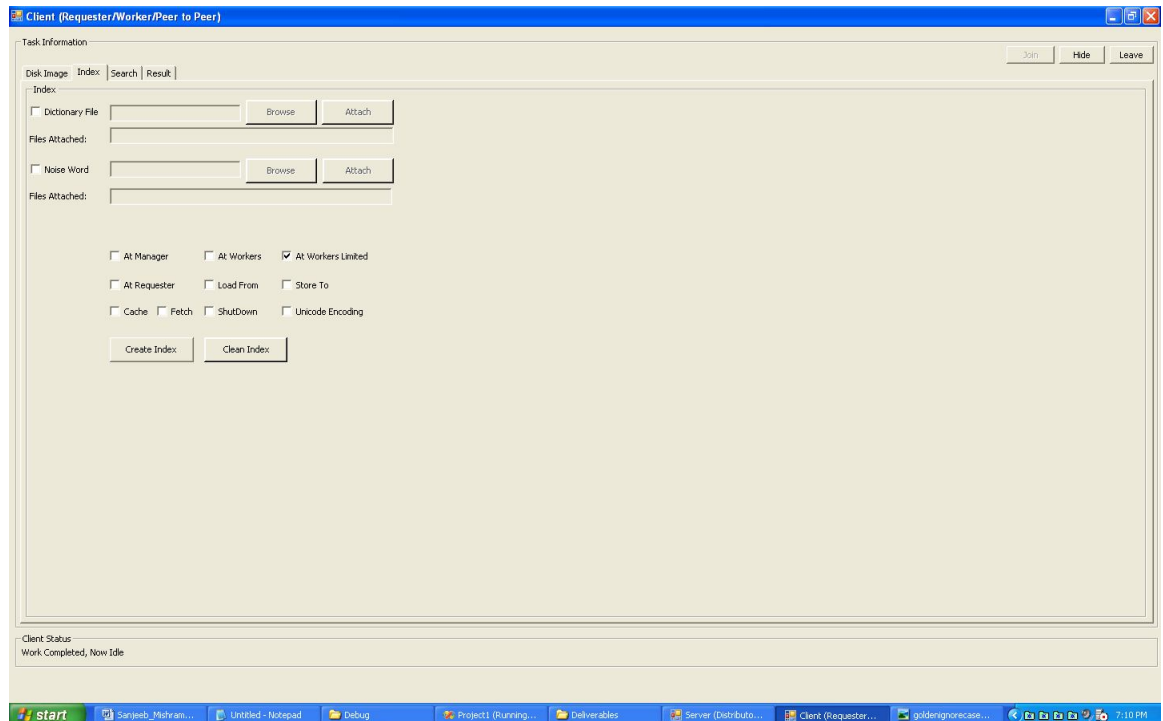 Client (Requester/Worker/Peer to Peer)
Task Information
Join Hide Leave
Disk Image Index Search Result
Index
Dictionary File Browse Attach
Files Attached:
Noise Word Browse Attach
Files Attached:
At Manager At Workers At Workers Limited
At Requester Load From Store To
Cache Fetch ShutDown Unicode Encoding
Create Index Clean Index
Client Status
Work Completed, Now Idle
start Sanjeeb_Mishram... Untitled - Notepad Debug Project1 (Running... Deliverables Server (Distributo... Client (Requester... goldenignorecase... 7:10 PM